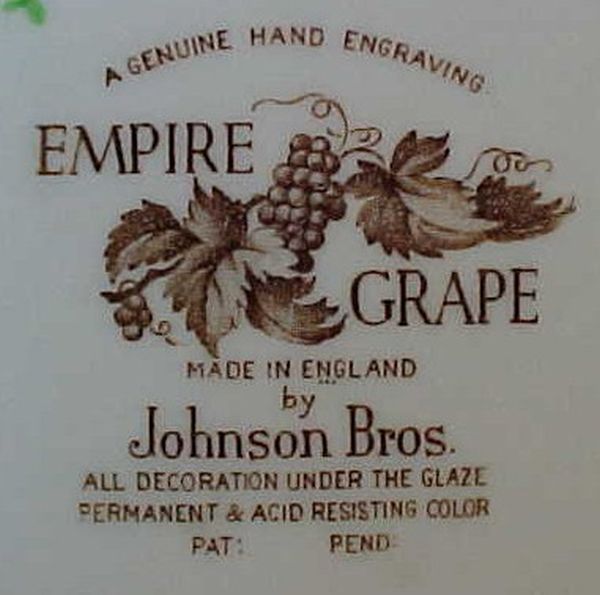 A GENUINE HAND ENGRAVING
EMPIRE
GRAPE
MADE IN ENGLAND
by
Johnson Bros.
ALL DECORATION UNDER THE GLAZE
PERMANENT & ACID RESISTING COLOR
PAT: PEND: